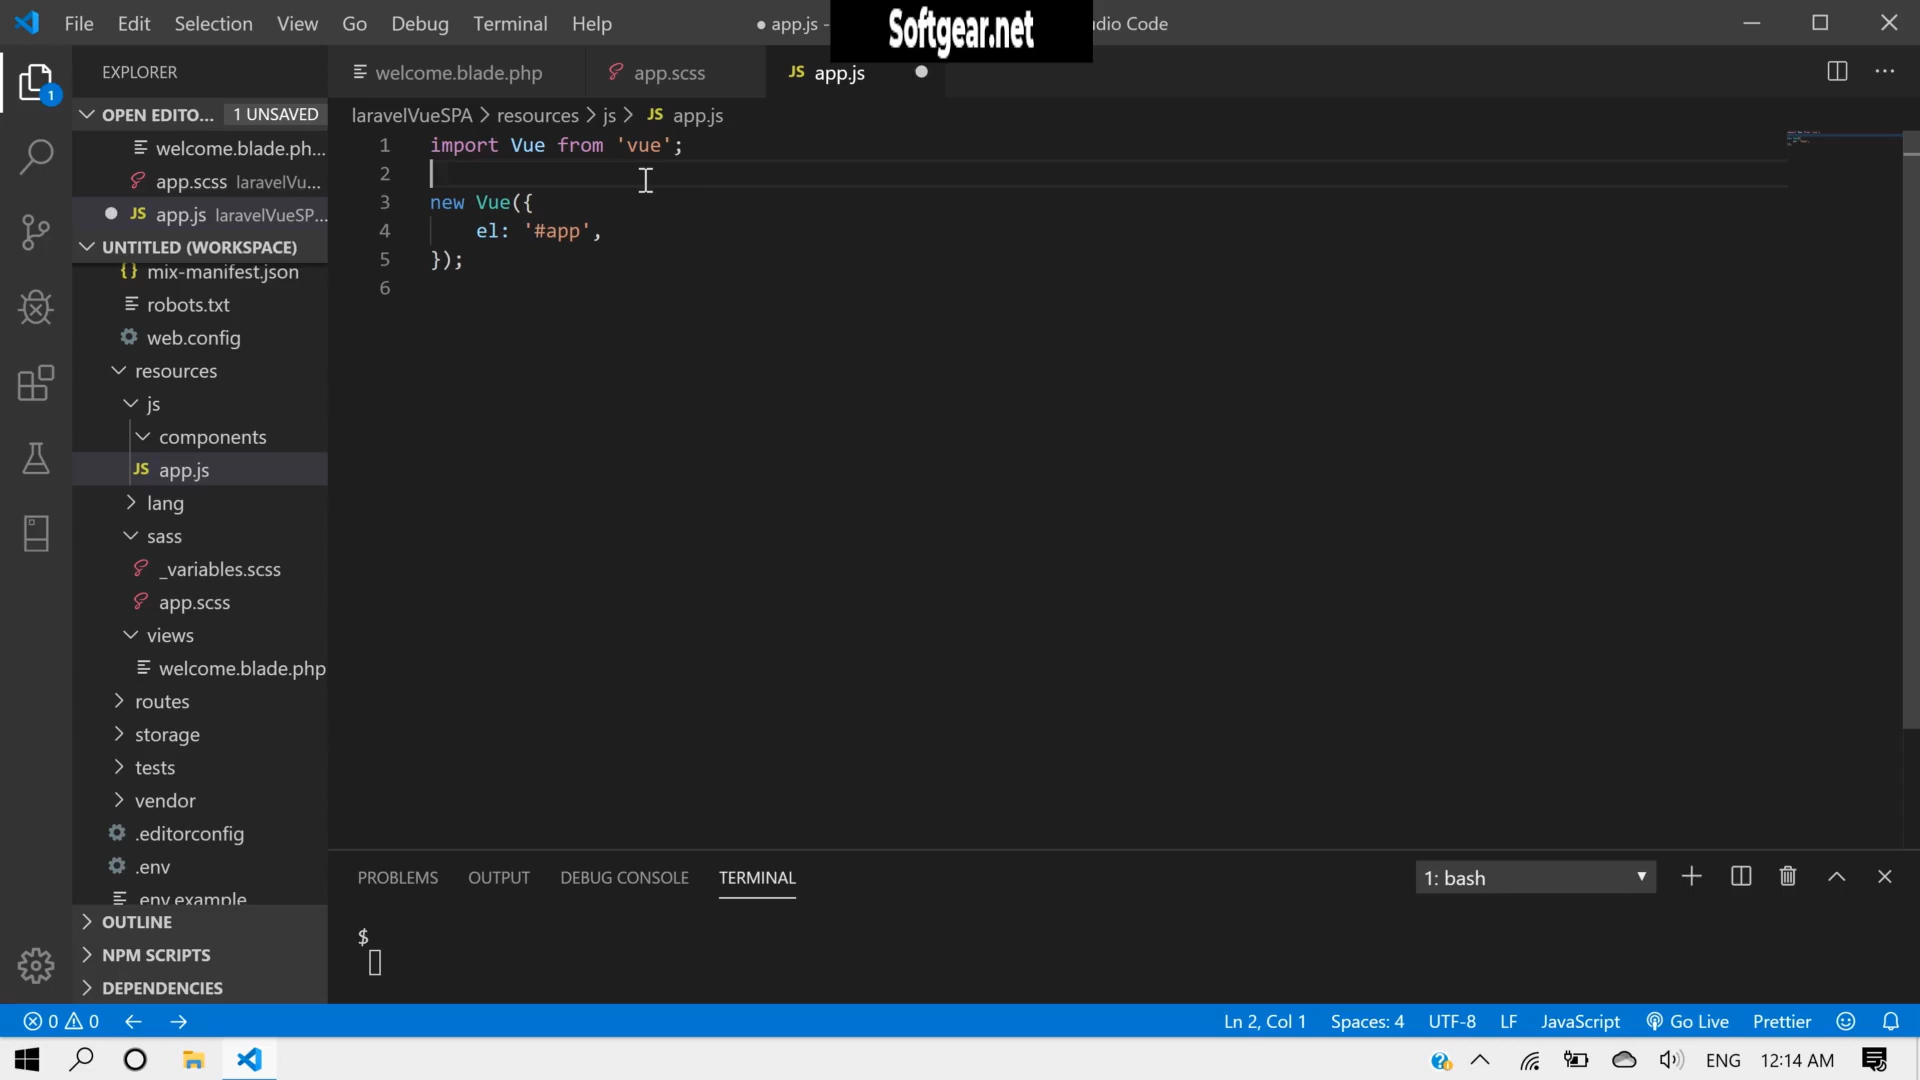 File Edit Selection View Go Debug Terminal Help
● app.js -
Softgear.net
dio Code
EXPLORER
welcome.blade.php
app.scss
JS app.js
OPEN EDITO... 1 UNSAVED
welcome.blade.ph...
app.scss laravelVu...
JS app.js laravelVueSP...
UNTITLED (WORKSPACE)
{} mix-manifest.json
robots.txt
web.config
resources
js
components
JS app.js
lang
sass
_variables.scss
app.scss
views
welcome.blade.php
routes
storage
tests
vendor
.editorconfig
.env
.env.example
OUTLINE
NPM SCRIPTS
DEPENDENCIES
1
laravelVueSPA > resources > js > JS app.js
1 import Vue from 'vue';
2
3 new Vue({
4 el: '#app',
5 });
6
PROBLEMS OUTPUT DEBUG CONSOLE TERMINAL
1: bash
$
0 0
Ln 2, Col 1 Spaces: 4 UTF-8 LF JavaScript Go Live Prettier
ENG 12:14 AM